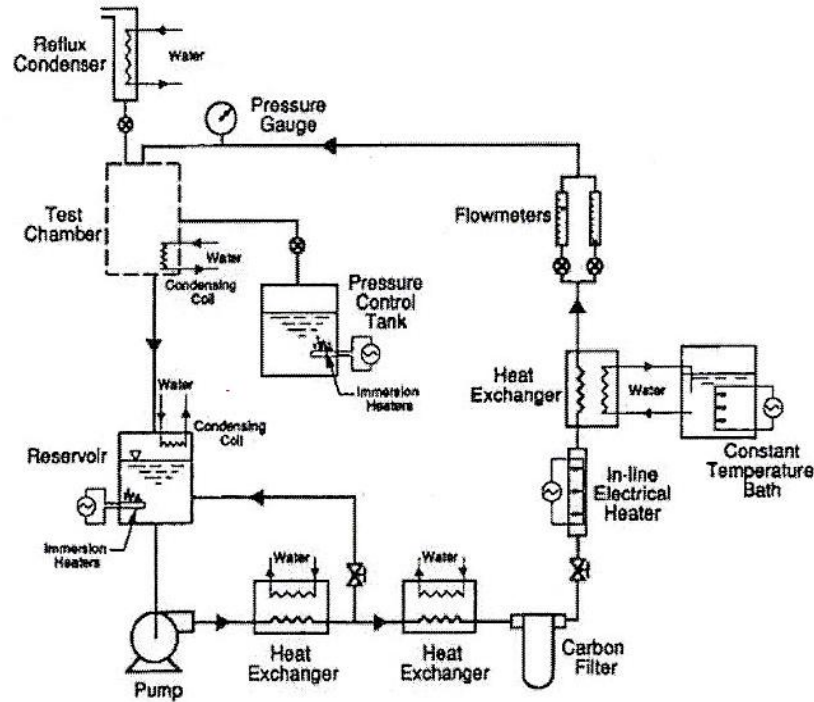 Reflux
Condenser
Water
Pressure
Gauge
Test
Chamber
Water
Condensing
Coil
Flowmeters
Pressure
Control
Tank
Immersion
Heaters
Heat
Exchanger
Water
Constant
Temperature
Bath
Water
Condensing
Coil
Reservoir
Immersion
Heaters
In-line
Electrical
Heater
Water
Water
Heat
Exchanger
Heat
Exchanger
Carbon
Filter
Pump